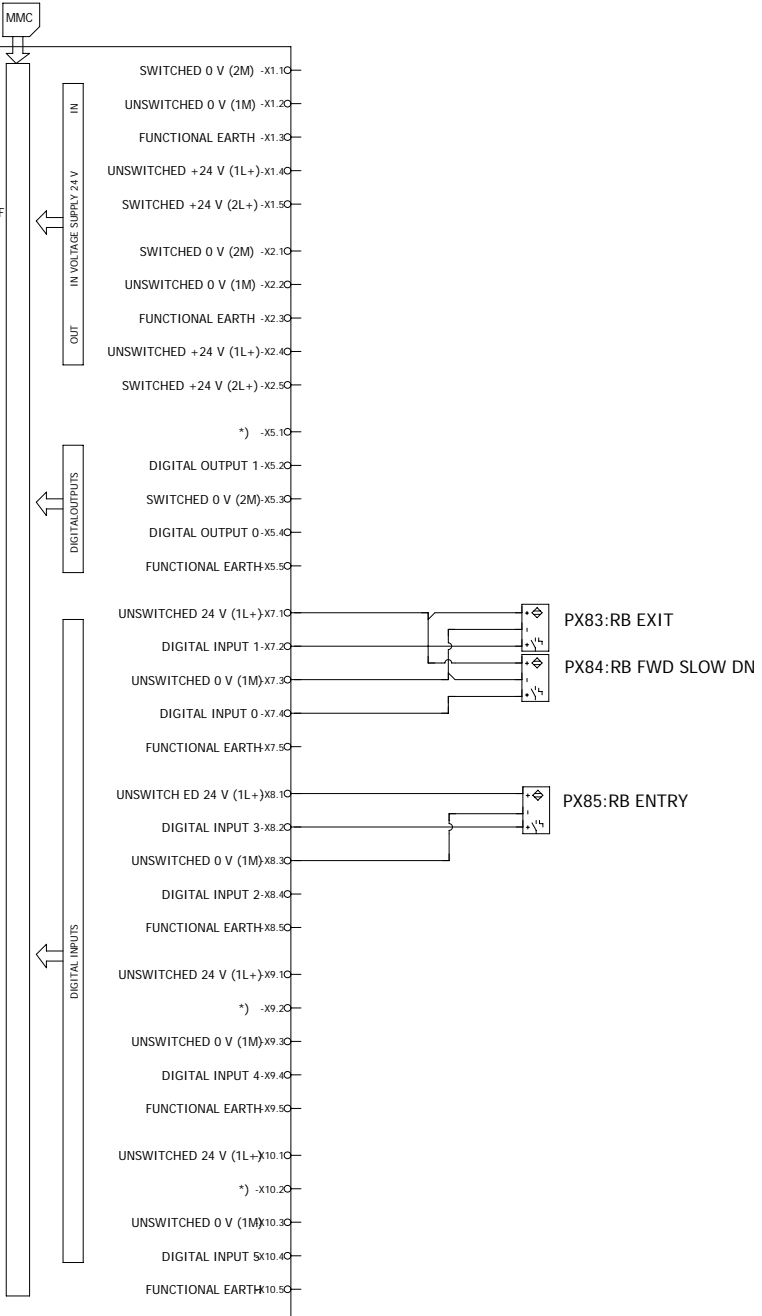 MMC
F
IN
IN VOLTAGE SUPPLY 24 V
OUT
SWITCHED 0 V (2M) -X1.1
UNSWITCHED 0 V (1M) -X1.2
FUNCTIONAL EARTH -X1.3
UNSWITCHED +24 V (1L+)-X1.4
SWITCHED +24 V (2L+) -X1.5
SWITCHED 0 V (2M) -X2.1
UNSWITCHED 0 V (1M) -X2.2
FUNCTIONAL EARTH -X2.3
UNSWITCHED +24 V (1L+)-X2.4
SWITCHED +24 V (2L+) -X2.5
DIGITALOUTPUTS
*) -X5.1
DIGITAL OUTPUT 1-X5.2
SWITCHED 0 V (2M)-X5.3
DIGITAL OUTPUT 0-X5.4
FUNCTIONAL EARTH-X5.5
DIGITAL INPUTS
UNSWITCHED 24 V (1L+)-X7.1
DIGITAL INPUT 1-X7.2
UNSWITCHED 0 V (1M)-X7.3
DIGITAL INPUT 0-X7.4
FUNCTIONAL EARTH-X7.5
PX83:RB EXIT
PX84:RB FWD SLOW DN
UNSWITCH ED 24 V (1L+)-X8.1
DIGITAL INPUT 3-X8.2
UNSWITCHED 0 V (1M)-X8.3
DIGITAL INPUT 2-X8.4
FUNCTIONAL EARTH-X8.5
PX85:RB ENTRY
UNSWITCHED 24 V (1L+)-X9.1
*) -X9.2
UNSWITCHED 0 V (1M)-X9.3
DIGITAL INPUT 4-X9.4
FUNCTIONAL EARTH-X9.5
UNSWITCHED 24 V (1L+)-X10.1
*) -X10.2
UNSWITCHED 0 V (1M)-X10.3
DIGITAL INPUT 5-X10.4
FUNCTIONAL EARTH-X10.5